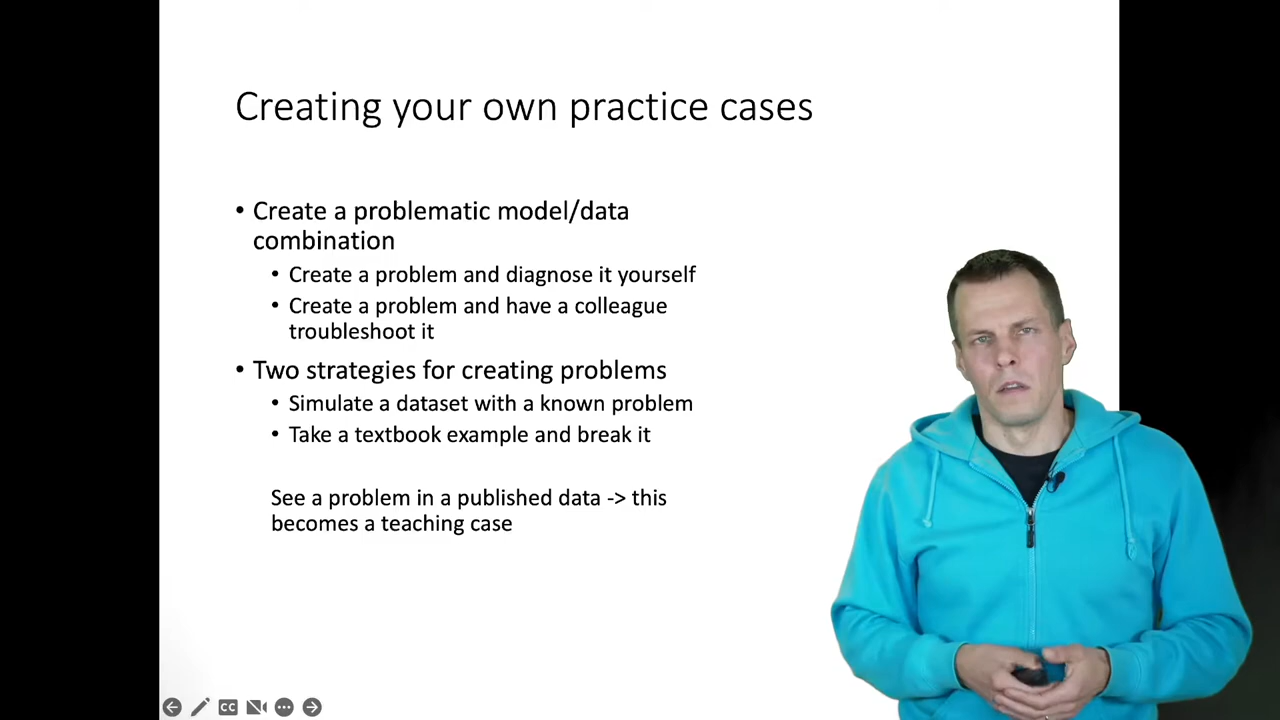 Creating your own practice cases
• Create a problematic model/data
combination
• Create a problem and diagnose it yourself
• Create a problem and have a colleague
troubleshoot it
• Two strategies for creating problems
• Simulate a dataset with a known problem
• Take a textbook example and break it
See a problem in a published data -> this
becomes a teaching case
CC